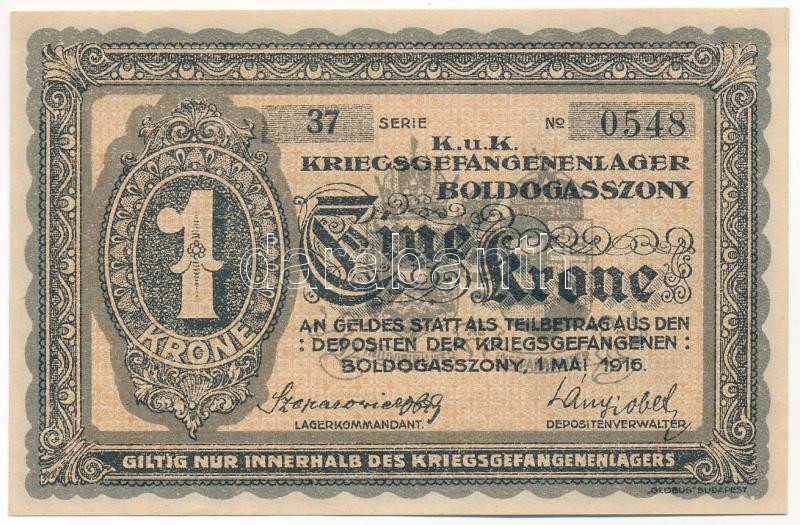 37 SERIE № 0548
K.u.K.
KRIEGSGEFANGENENLAGER
BOLDOGASSZONY
1
KRONE
Eine
Krone
darabanth
AN GELDES STATT ALS TEILBETRAG AUS DEN
: DEPOSITEN DER KRIEGSGEFANGENEN :
BOLDOGASSZONY, 1. MAI 1916.
LAGERKOMMANDANT. DEPOSITENVERWALTER.
GILTIG NUR INNERHALB DES KRIEGSGEFANGENENLAGERS
„GLOBUS" BUDAPEST